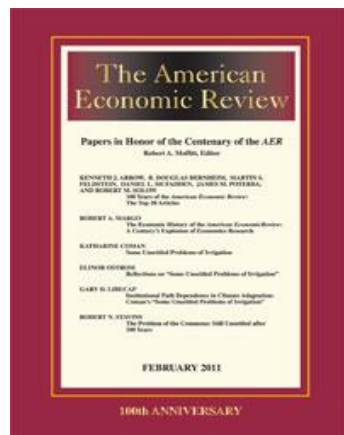 The American
Economic Review
Papers in Honor of the Centenary of the AER
Robert A. Moffitt, Editor
KENNETH J. ARROW, B. DOUGLAS BERNHEIM, MARTIN S.
FELDSTEIN, DANIEL L. MCFADDEN, JAMES M. POTERBA,
AND ROBERT M. SOLOW
100 Years of the American Economic Review:
The Top 20 Articles
ROBERT A. MARGO
The Economic History of the American Economic Review:
A Century's Explosion of Economics Research
KATHARINE COMAN
Some Unsettled Problems of Irrigation
ELINOR OSTROM
Reflections on "Some Unsettled Problems of Irrigation"
GARY D. LIBECAP
Institutional Path Dependence in Climate Adaptation:
Coman's "Some Unsettled Problems of Irrigation"
ROBERT N. STAVINS
The Problem of the Commons: Still Unsettled after
100 Years
FEBRUARY 2011
100th ANNIVERSARY